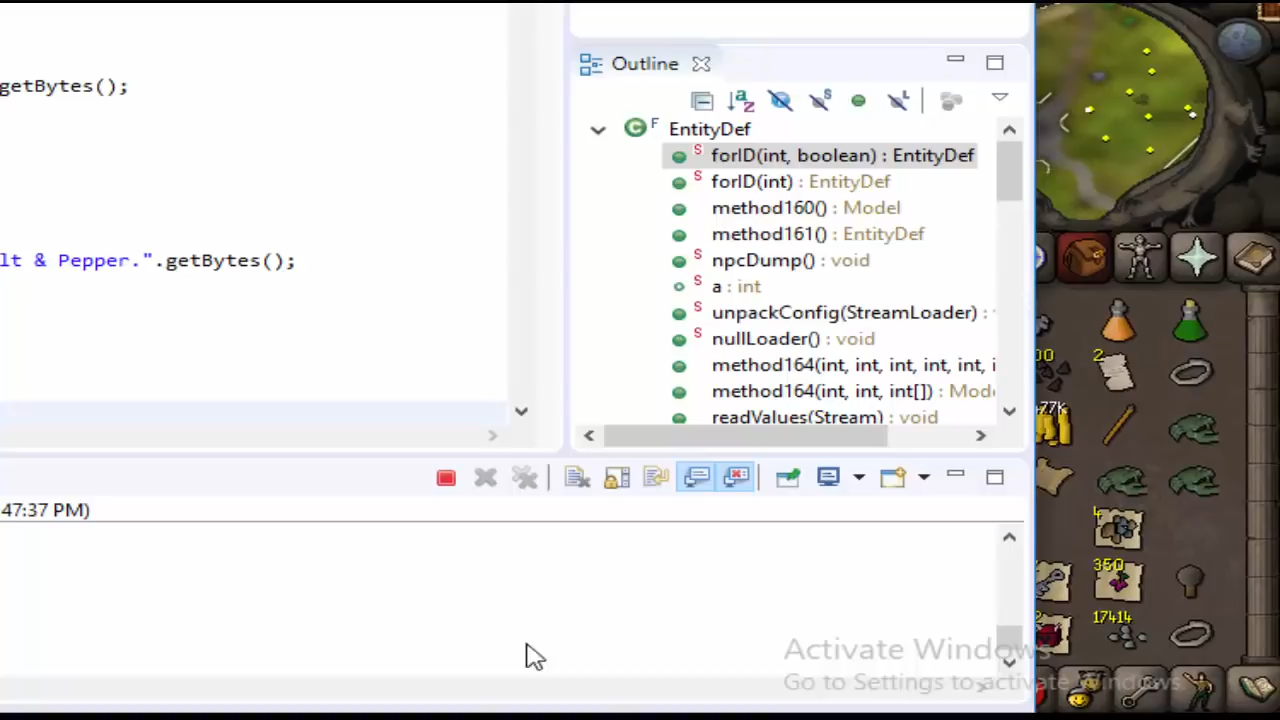 getBytes();
lt & Pepper.".getBytes();
Outline
EntityDef
forID(int, boolean) : EntityDef
forID(int) : EntityDef
method160() : Model
method161() : EntityDef
npcDump() : void
a : int
unpackConfig(StreamLoader) :
nullLoader() : void
method164(int, int, int, int, int, i
method164(int, int, int[]) : Mode
readValues(Stream) : void
47:37 PM)
00
2
77K
4
350
17414
Activate Windows
Go to Settings to activate Windows.